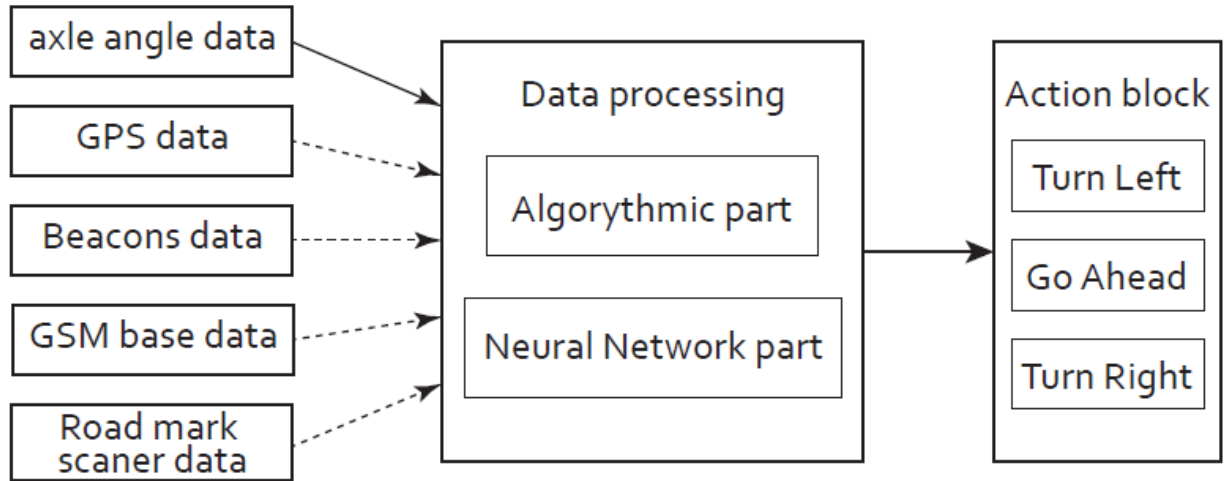 axle angle data
GPS data
Beacons data
GSM base data
Road mark
scaner data
Data processing
Algorythmic part
Neural Network part
Action block
Turn Left
Go Ahead
Turn Right